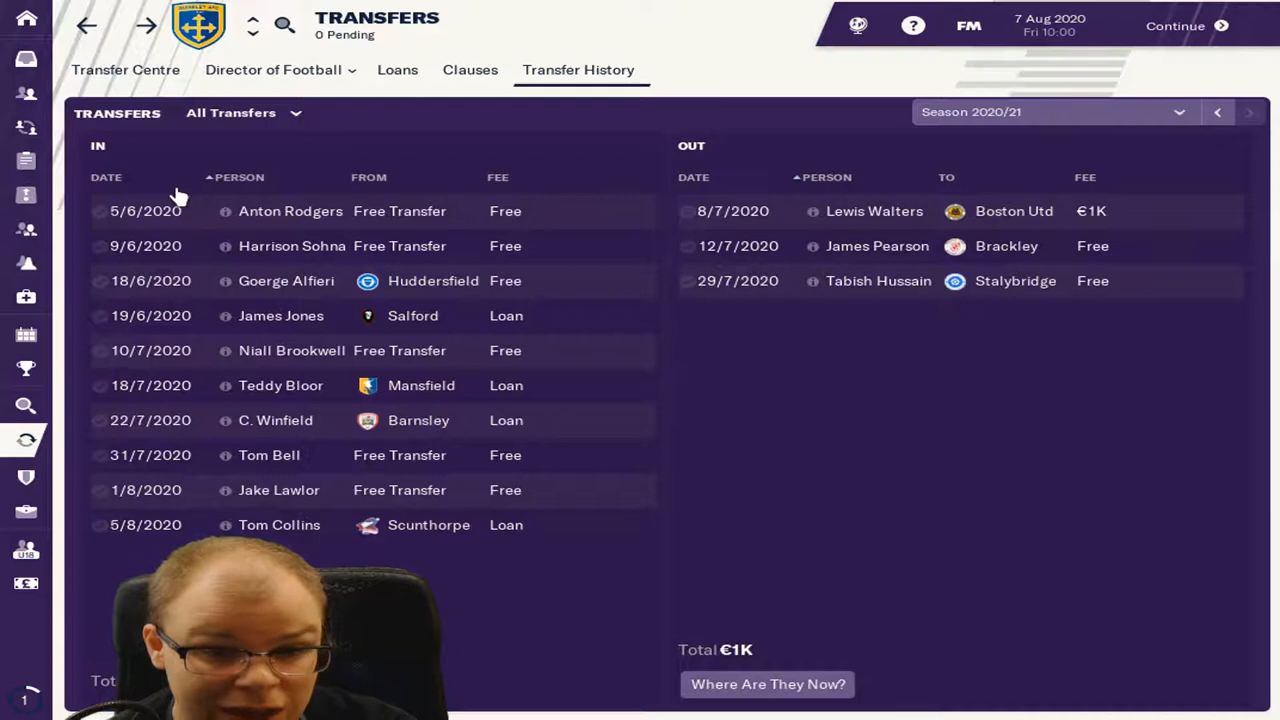 TRANSFERS
0 Pending
FM
7 Aug 2020
Fri 10:00
Continue
Transfer Centre Director of Football Loans Clauses Transfer History
TRANSFERS All Transfers Season 2020/21
IN
DATE PERSON FROM FEE
5/6/2020 Anton Rodgers Free Transfer Free
9/6/2020 Harrison Sohna Free Transfer Free
18/6/2020 Goerge Alfieri Huddersfield Free
19/6/2020 James Jones Salford Loan
10/7/2020 Niall Brookwell Free Transfer Free
18/7/2020 Teddy Bloor Mansfield Loan
22/7/2020 C. Winfield Barnsley Loan
31/7/2020 Tom Bell Free Transfer Free
1/8/2020 Jake Lawlor Free Transfer Free
5/8/2020 Tom Collins Scunthorpe Loan
Tot
OUT
DATE PERSON TO FEE
8/7/2020 Lewis Walters Boston Utd €1K
12/7/2020 James Pearson Brackley Free
29/7/2020 Tabish Hussain Stalybridge Free
Total €1K
Where Are They Now?
U18
1